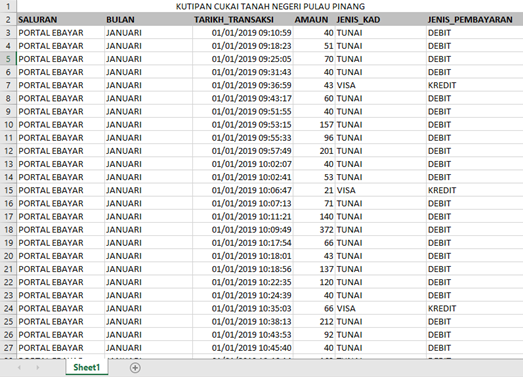 1 KUTIPAN CUKAI TANAH NEGERI PULAU PINANG
2 SALURAN BULAN TARIKH_TRANSAKSI AMAUN JENIS_KAD JENIS_PEMBAYARAN
3 PORTAL EBAYAR JANUARI 01/01/2019 09:10:59 40 TUNAI DEBIT
4 PORTAL EBAYAR JANUARI 01/01/2019 09:18:23 51 TUNAI DEBIT
5 PORTAL EBAYAR JANUARI 01/01/2019 09:25:05 70 TUNAI DEBIT
6 PORTAL EBAYAR JANUARI 01/01/2019 09:31:43 40 TUNAI DEBIT
7 PORTAL EBAYAR JANUARI 01/01/2019 09:36:59 43 VISA KREDIT
8 PORTAL EBAYAR JANUARI 01/01/2019 09:43:17 60 TUNAI DEBIT
9 PORTAL EBAYAR JANUARI 01/01/2019 09:51:55 40 TUNAI DEBIT
10 PORTAL EBAYAR JANUARI 01/01/2019 09:53:15 157 TUNAI DEBIT
11 PORTAL EBAYAR JANUARI 01/01/2019 09:55:33 96 TUNAI DEBIT
12 PORTAL EBAYAR JANUARI 01/01/2019 09:57:49 201 TUNAI DEBIT
13 PORTAL EBAYAR JANUARI 01/01/2019 10:02:07 40 TUNAI DEBIT
14 PORTAL EBAYAR JANUARI 01/01/2019 10:02:41 53 TUNAI DEBIT
15 PORTAL EBAYAR JANUARI 01/01/2019 10:06:47 21 VISA KREDIT
16 PORTAL EBAYAR JANUARI 01/01/2019 10:07:13 71 TUNAI DEBIT
17 PORTAL EBAYAR JANUARI 01/01/2019 10:11:21 140 TUNAI DEBIT
18 PORTAL EBAYAR JANUARI 01/01/2019 10:09:49 372 TUNAI DEBIT
19 PORTAL EBAYAR JANUARI 01/01/2019 10:17:54 66 TUNAI DEBIT
20 PORTAL EBAYAR JANUARI 01/01/2019 10:18:01 43 TUNAI DEBIT
21 PORTAL EBAYAR JANUARI 01/01/2019 10:18:56 137 TUNAI DEBIT
22 PORTAL EBAYAR JANUARI 01/01/2019 10:22:35 120 TUNAI DEBIT
23 PORTAL EBAYAR JANUARI 01/01/2019 10:24:39 40 TUNAI DEBIT
24 PORTAL EBAYAR JANUARI 01/01/2019 10:35:03 66 VISA KREDIT
25 PORTAL EBAYAR JANUARI 01/01/2019 10:38:13 212 TUNAI DEBIT
26 PORTAL EBAYAR JANUARI 01/01/2019 10:43:53 92 TUNAI DEBIT
27 PORTAL EBAYAR JANUARI 01/01/2019 10:45:40 40 TUNAI DEBIT
Sheet1